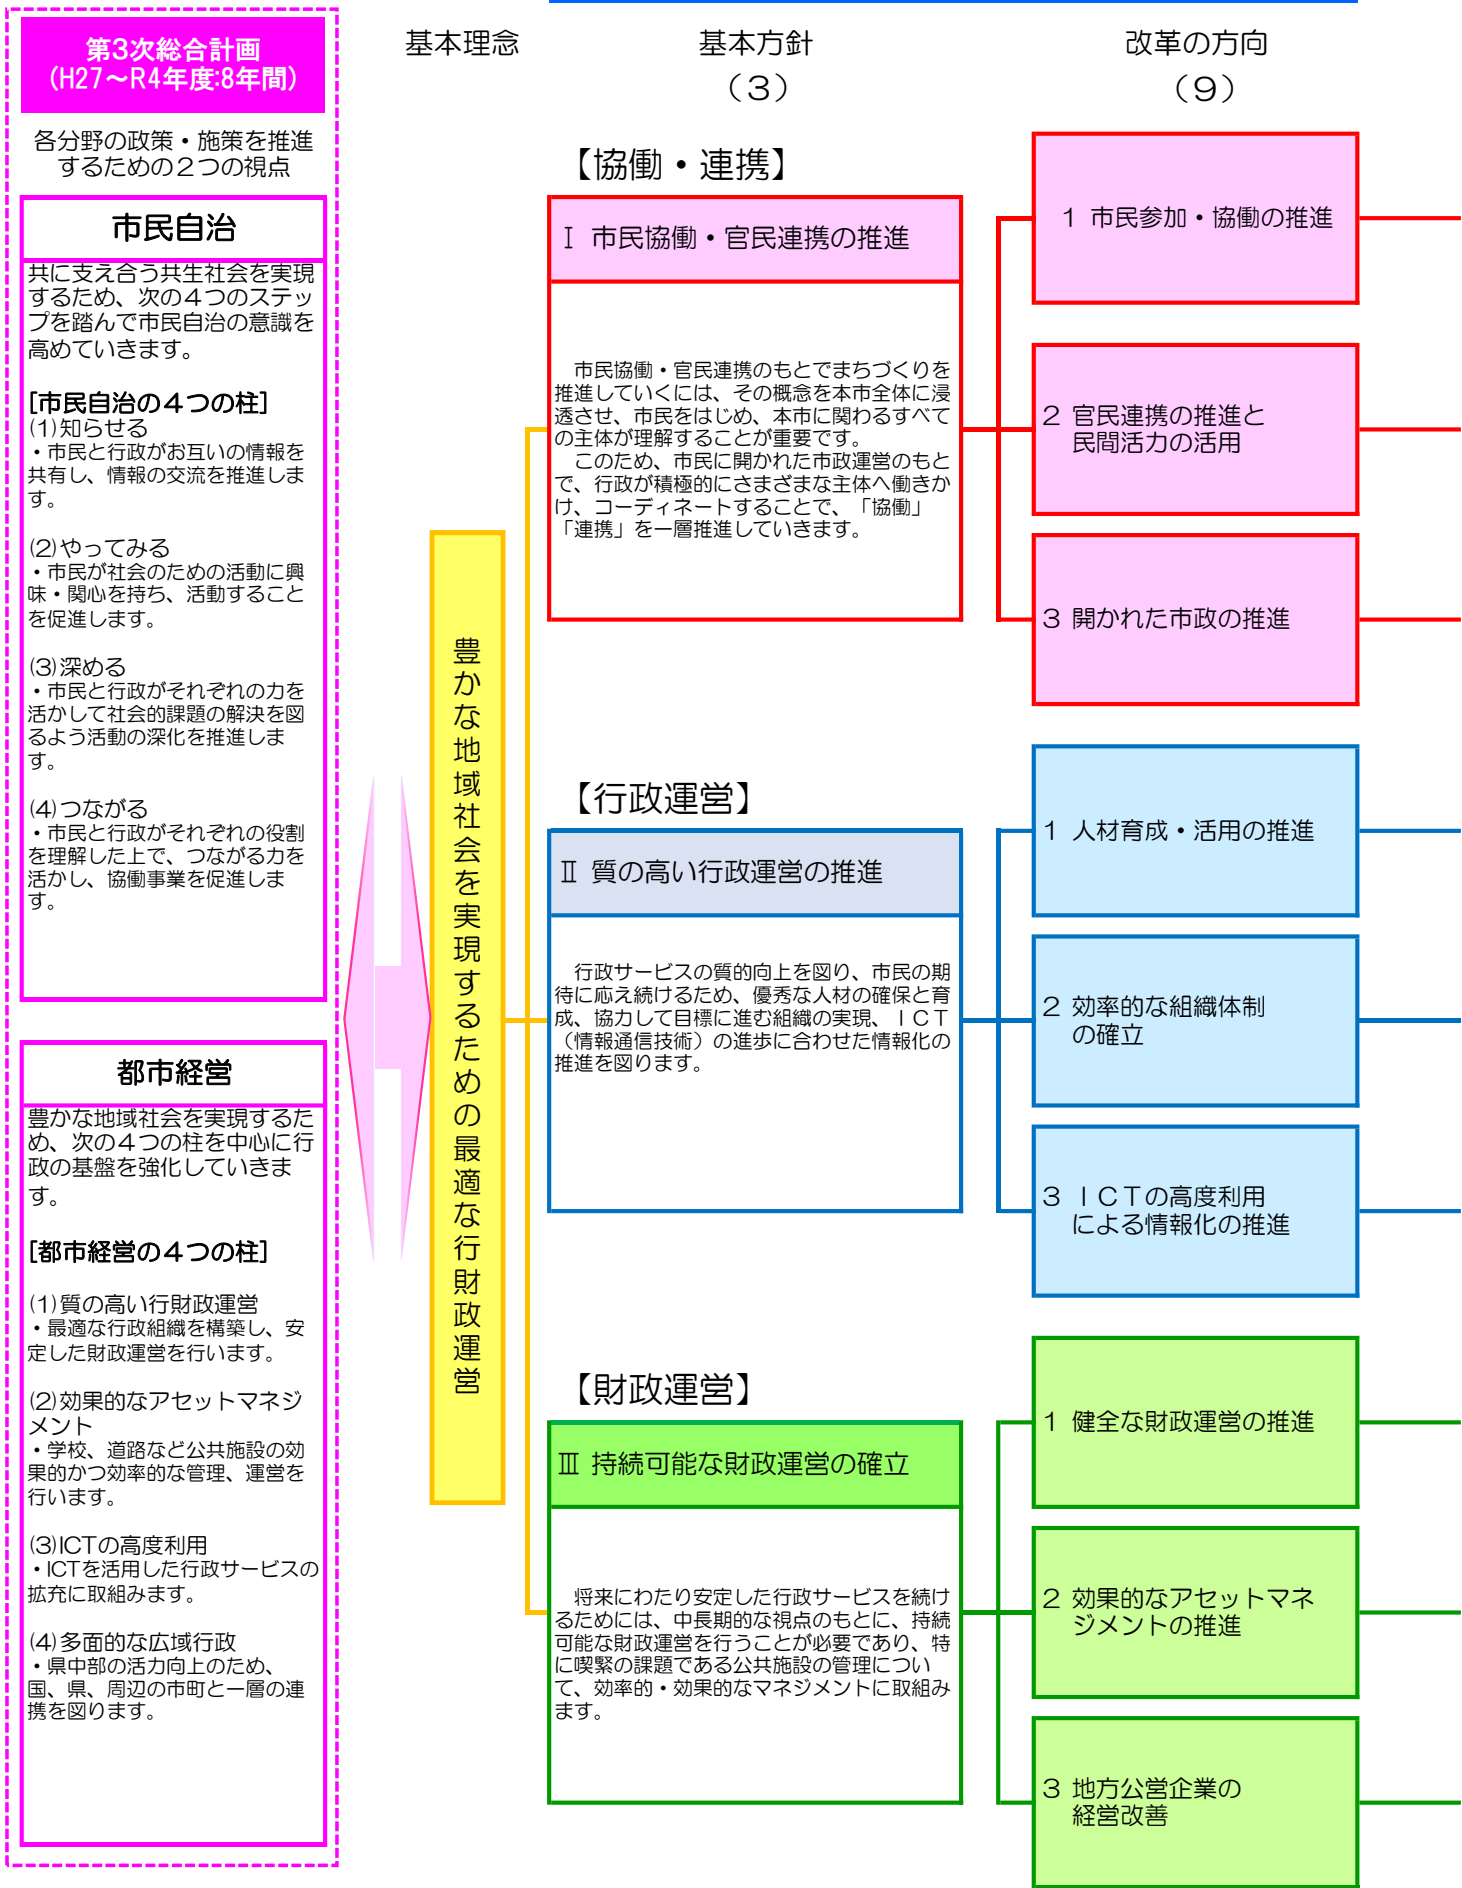 第3次総合計画
(H27～R4年度:8年間)
各分野の政策・施策を推進
するための２つの視点
市民自治
共に支え合う共生社会を実現
するため、次の４つのステッ
プを踏んで市民自治の意識を
高めていきます。
[市民自治の４つの柱]
(1)知らせる
・市民と行政がお互いの情報を
共有し、情報の交流を推進しま
す。
(2)やってみる
・市民が社会のための活動に興
味・関心を持ち、活動すること
を促進します。
(3)深める
・市民と行政がそれぞれの力を
活かして社会的課題の解決を図
るよう活動の深化を推進しま
す。
(4)つながる
・市民と行政がそれぞれの役割
を理解した上で、つながる力を
活かし、協働事業を促進しま
す。
都市経営
豊かな地域社会を実現するた
め、次の４つの柱を中心に行
政の基盤を強化していきま
す。
[都市経営の４つの柱]
(1)質の高い行財政運営
・最適な行政組織を構築し、安
定した財政運営を行います。
(2)効果的なアセットマネジ
メント
・学校、道路など公共施設の効
果的かつ効率的な管理、運営を
行います。
(3)ICTの高度利用
・ICTを活用した行政サービスの
拡充に取組みます。
(4)多面的な広域行政
・県中部の活力向上のため、
国、県、周辺の市町と一層の連
携を図ります。
基本理念
豊かな地域社会を実現するための最適な行財政運営
基本方針
（３）
【協働・連携】
Ⅰ 市民協働・官民連携の推進
市民協働・官民連携のもとでまちづくりを
推進していくには、その概念を本市全体に浸
透させ、市民をはじめ、本市に関わるすべて
の主体が理解することが重要です。
このため、市民に開かれた市政運営のもと
で、行政が積極的にさまざまな主体へ働きか
け、コーディネートすることで、「協働」
「連携」を一層推進していきます。
【行政運営】
Ⅱ 質の高い行政運営の推進
行政サービスの質的向上を図り、市民の期
待に応え続けるため、優秀な人材の確保と育
成、協力して目標に進む組織の実現、ＩＣＴ
（情報通信技術）の進歩に合わせた情報化の
推進を図ります。
【財政運営】
Ⅲ 持続可能な財政運営の確立
将来にわたり安定した行政サービスを続け
るためには、中長期的な視点のもとに、持続
可能な財政運営を行うことが必要であり、特
に喫緊の課題である公共施設の管理につい
て、効率的・効果的なマネジメントに取組み
ます。
改革の方向
（９）
１ 市民参加・協働の推進
２ 官民連携の推進と
民間活力の活用
３ 開かれた市政の推進
１ 人材育成・活用の推進
２ 効率的な組織体制
の確立
３ ＩＣＴの高度利用
による情報化の推進
１ 健全な財政運営の推進
２ 効果的なアセットマネ
ジメントの推進
３ 地方公営企業の
経営改善